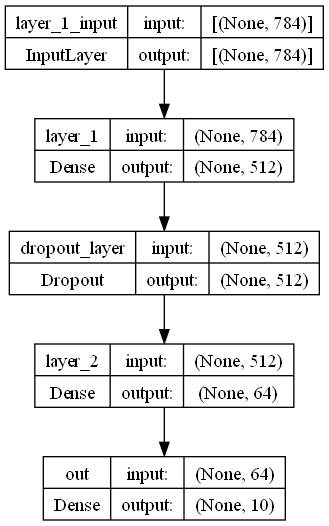 layer_1_input input: [(None, 784)]
InputLayer output: [(None, 784)]
layer_1 input: (None, 784)
Dense output: (None, 512)
dropout_layer input: (None, 512)
Dropout output: (None, 512)
layer_2 input: (None, 512)
Dense output: (None, 64)
out input: (None, 64)
Dense output: (None, 10)